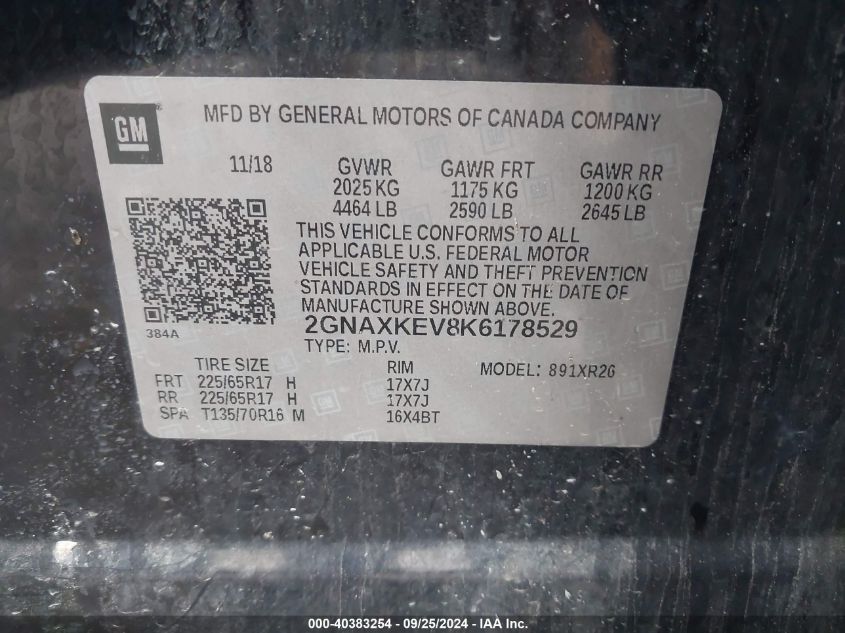 GM
MFD BY GENERAL MOTORS OF CANADA COMPANY
11/18 GVWR GAWR FRT GAWR RR
2025 KG 1175 KG 1200 KG
4464 LB 2590 LB 2645 LB
THIS VEHICLE CONFORMS TO ALL
APPLICABLE U.S. FEDERAL MOTOR
VEHICLE SAFETY AND THEFT PREVENTION
STANDARDS IN EFFECT ON THE DATE OF
MANUFACTURE SHOWN ABOVE.
384A
2GNAXKEV8K6178529
TYPE: M.P.V.
TIRE SIZE RIM MODEL: 891XR26
FRT 225/65R17 H 17X7J
RR 225/65R17 H 17X7J
SPA T135/70R16 M 16X4BT
000-40383254 - 09/25/2024 - IAA Inc.